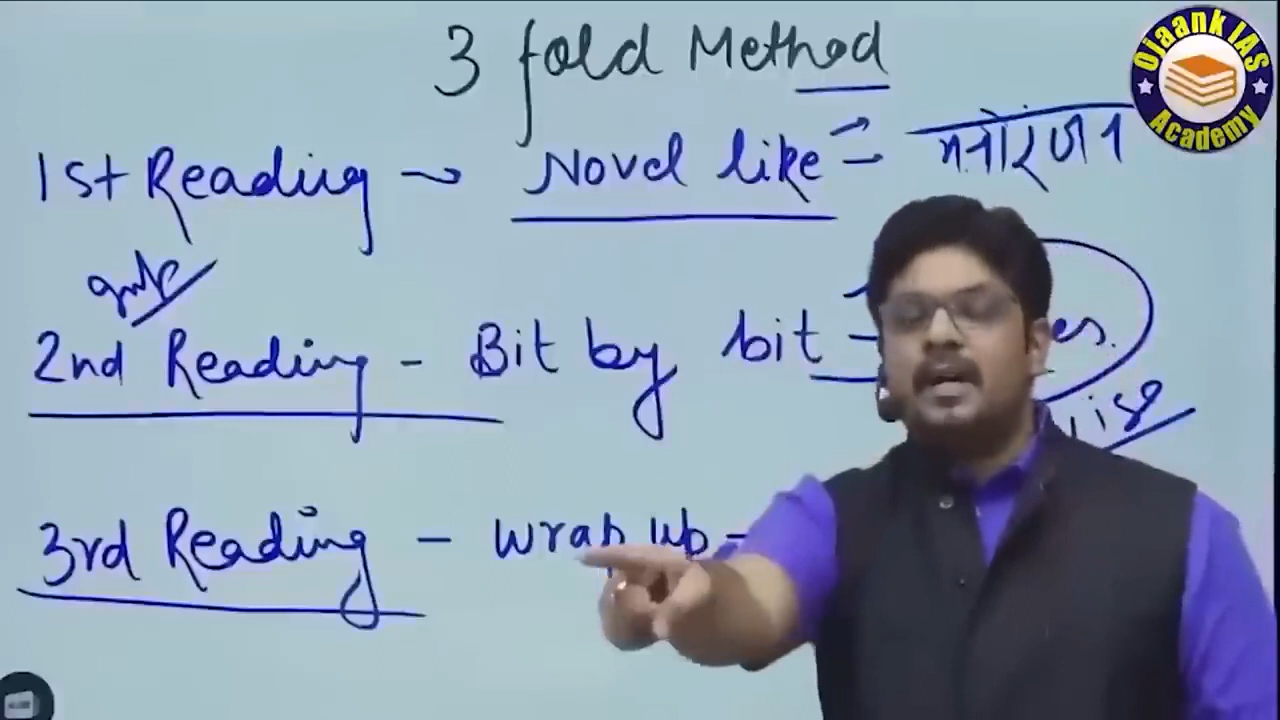 Ojaank IAS Academy
3 fold Method
1st Reading → Novel like = मनोरंजन
2nd Reading - Bit by bit
3rd Reading - wrap up -